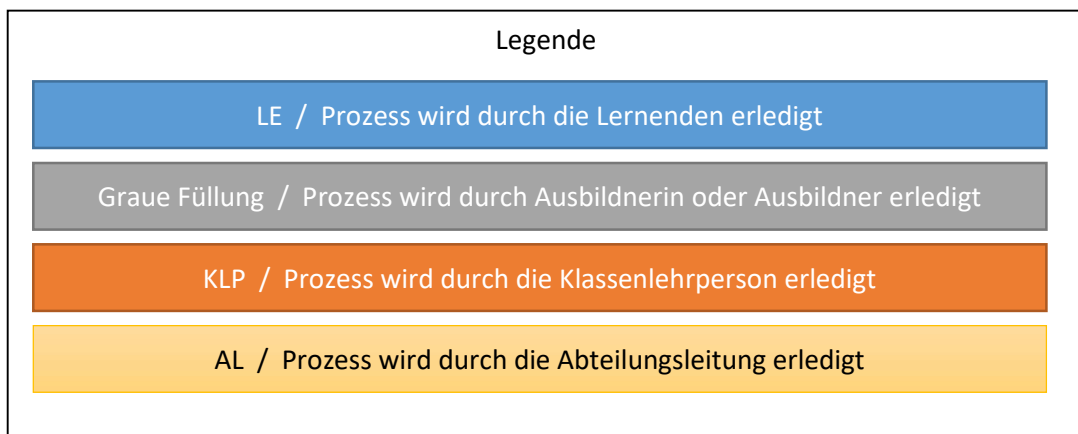 Legende
LE / Prozess wird durch die Lernenden erledigt
Graue Füllung / Prozess wird durch Ausbildnerin oder Ausbildner erledigt
KLP / Prozess wird durch die Klassenlehrperson erledigt
AL / Prozess wird durch die Abteilungsleitung erledigt